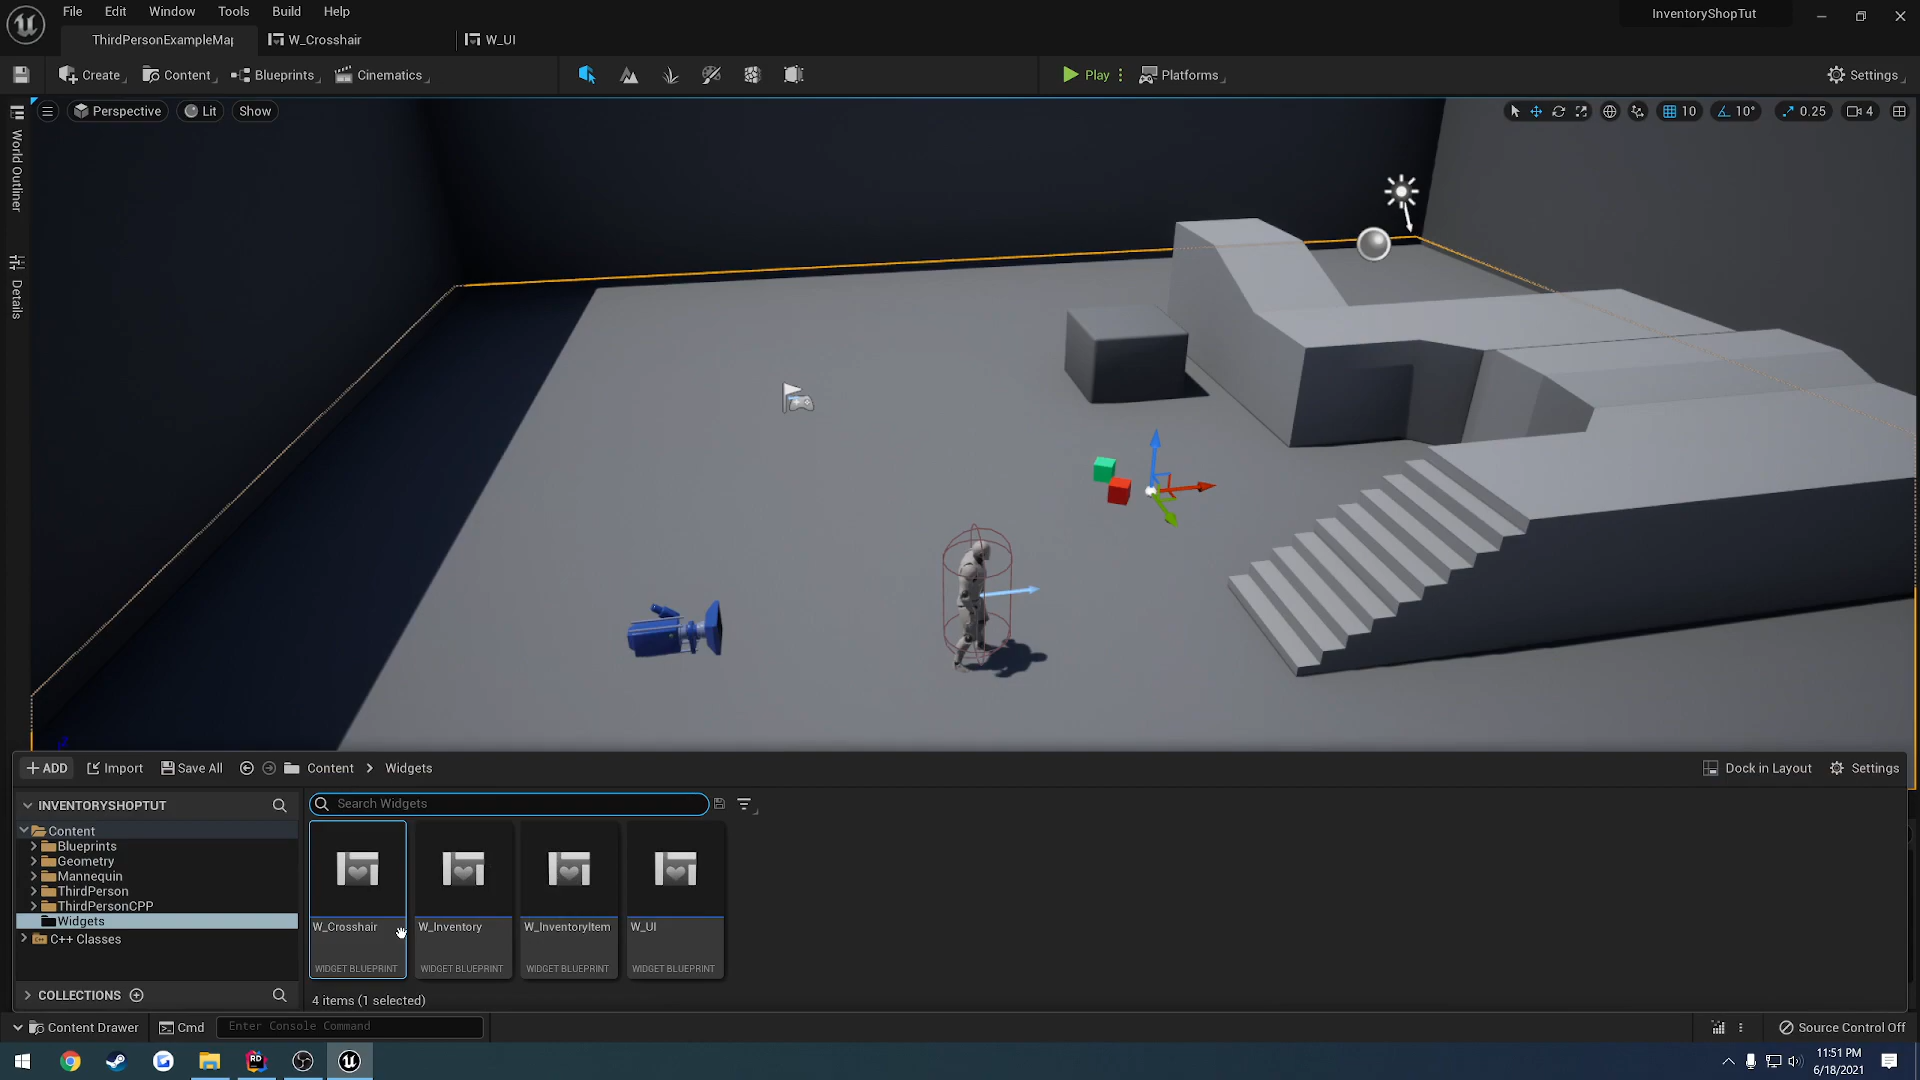 File Edit Window Tools Build Help
InventoryShopTut
ThirdPersonExampleMap W_Crosshair W_UI
Create Content Blueprints Cinematics Play Platforms Settings
Perspective Lit Show 10 10° 0.25 4
World Outliner
Details
+ ADD Import Save All Content > Widgets Dock in Layout Settings
INVENTORYSHOPTUT
Search Widgets
Content
Blueprints
Geometry
Mannequin
ThirdPerson
ThirdPersonCPP
Widgets
C++ Classes
COLLECTIONS
W_Crosshair W_Inventory W_InventoryItem W_UI
WIDGET BLUEPRINT WIDGET BLUEPRINT WIDGET BLUEPRINT WIDGET BLUEPRINT
4 items (1 selected)
Content Drawer Cmd Enter Console Command Source Control Off
RD
11:51 PM
6/18/2021